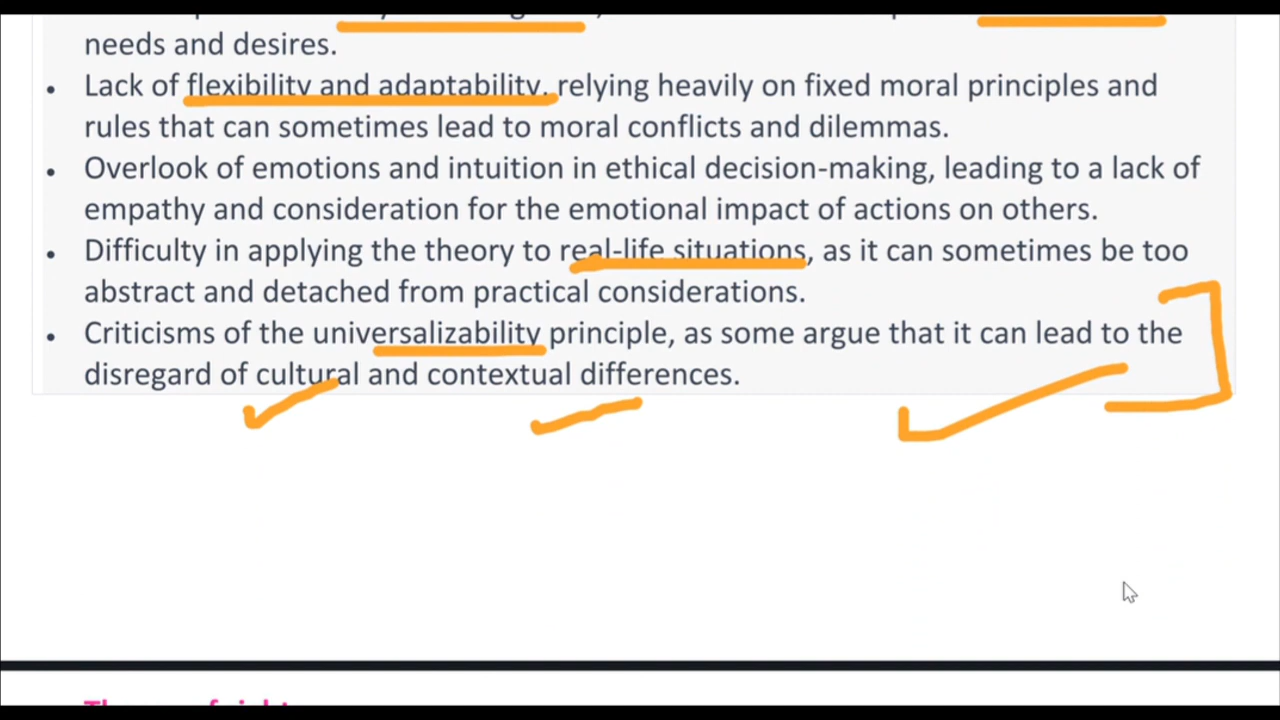 needs and desires.
• Lack of flexibility and adaptability, relying heavily on fixed moral principles and
rules that can sometimes lead to moral conflicts and dilemmas.
• Overlook of emotions and intuition in ethical decision-making, leading to a lack of
empathy and consideration for the emotional impact of actions on others.
• Difficulty in applying the theory to real-life situations, as it can sometimes be too
abstract and detached from practical considerations.
• Criticisms of the universalizability principle, as some argue that it can lead to the
disregard of cultural and contextual differences.